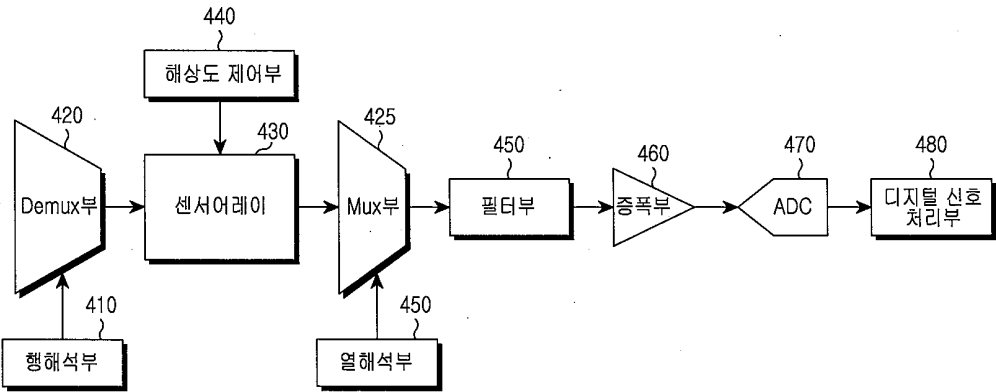 440
해상도 제어부
420
430
425
450
460
470
480
Demux부
센서어레이
Mux부
필터부
증폭부
ADC
디지털 신호
처리부
410
450
행해석부
열해석부